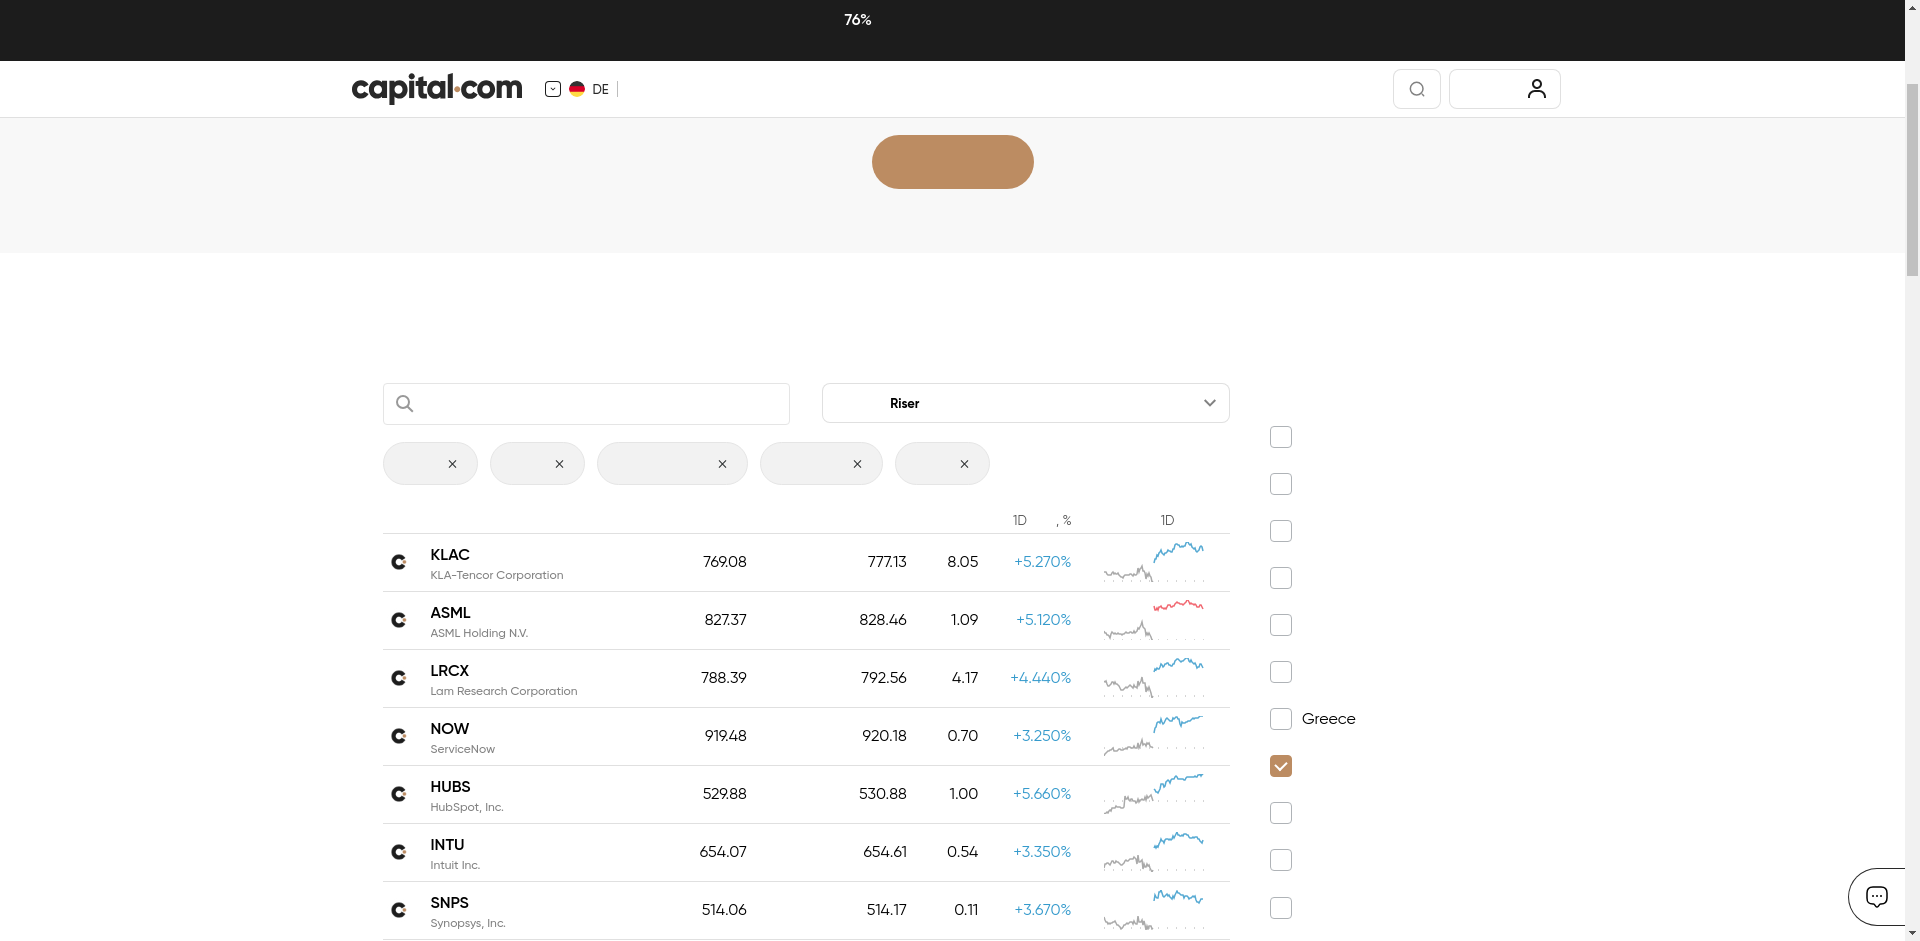 76%
capital.com
DE
Riser
1D , % 1D
KLAC 769.08 777.13 8.05 +5.270%
KLA-Tencor Corporation
ASML 827.37 828.46 1.09 +5.120%
ASML Holding N.V.
LRCX 788.39 792.56 4.17 +4.440%
Lam Research Corporation
NOW 919.48 920.18 0.70 +3.250%
ServiceNow
Greece
HUBS 529.88 530.88 1.00 +5.660%
HubSpot, Inc.
INTU 654.07 654.61 0.54 +3.350%
Intuit Inc.
SNPS 514.06 514.17 0.11 +3.670%
Synopsys, Inc.